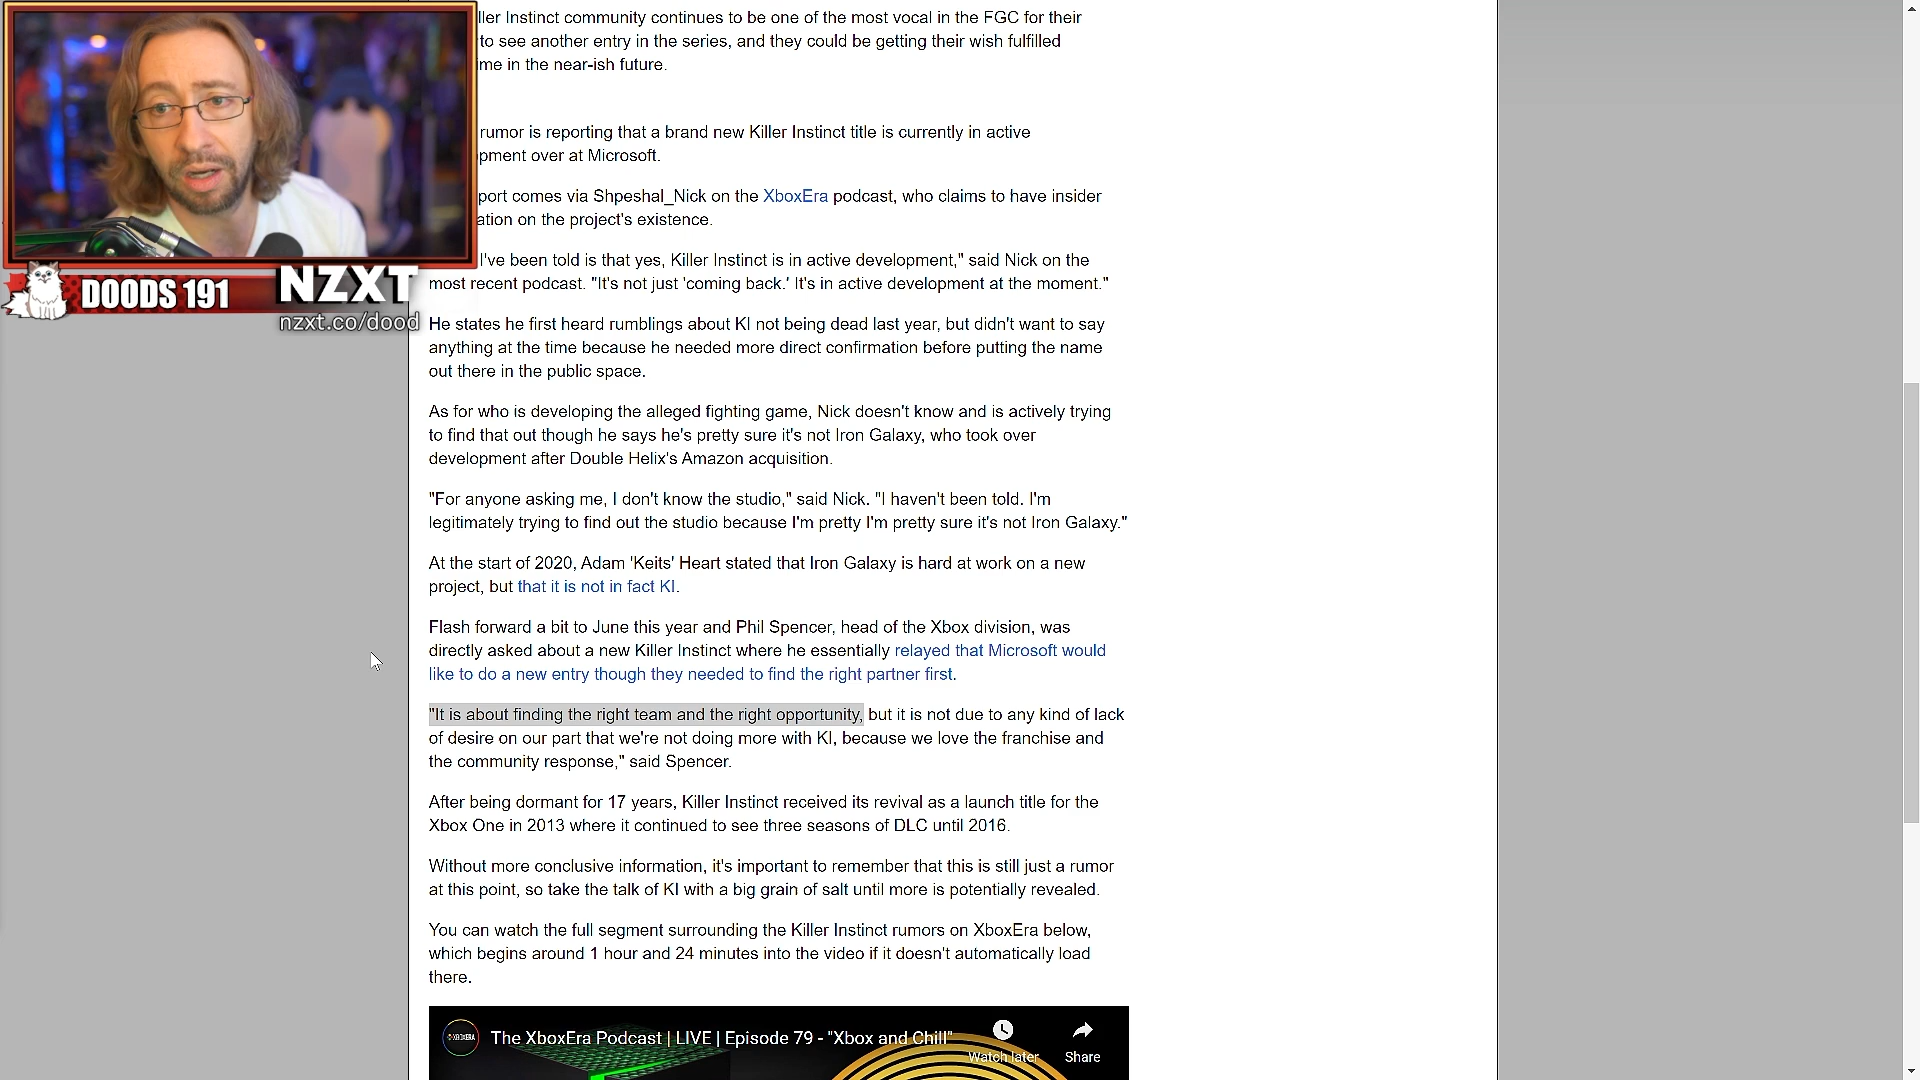 ller Instinct community continues to be one of the most vocal in the FGC for their
to see another entry in the series, and they could be getting their wish fulfilled
ime in the near-ish future.
rumor is reporting that a brand new Killer Instinct title is currently in active
pment over at Microsoft.
port comes via Shpeshal_Nick on the XboxEra podcast, who claims to have insider
ation on the project's existence.
I've been told is that yes, Killer Instinct is in active development," said Nick on the
most recent podcast. "It's not just 'coming back.' It's in active development at the moment."
DOODS 191
NZXT
nzxt.co/dood
He states he first heard rumblings about KI not being dead last year, but didn't want to say
anything at the time because he needed more direct confirmation before putting the name
out there in the public space.
As for who is developing the alleged fighting game, Nick doesn't know and is actively trying
to find that out though he says he's pretty sure it's not Iron Galaxy, who took over
development after Double Helix's Amazon acquisition.
"For anyone asking me, I don't know the studio," said Nick. "I haven't been told. I'm
legitimately trying to find out the studio because I'm pretty I'm pretty sure it's not Iron Galaxy."
At the start of 2020, Adam 'Keits' Heart stated that Iron Galaxy is hard at work on a new
project, but that it is not in fact KI.
Flash forward a bit to June this year and Phil Spencer, head of the Xbox division, was
directly asked about a new Killer Instinct where he essentially relayed that Microsoft would
like to do a new entry though they needed to find the right partner first.
"It is about finding the right team and the right opportunity, but it is not due to any kind of lack
of desire on our part that we're not doing more with KI, because we love the franchise and
the community response," said Spencer.
After being dormant for 17 years, Killer Instinct received its revival as a launch title for the
Xbox One in 2013 where it continued to see three seasons of DLC until 2016.
Without more conclusive information, it's important to remember that this is still just a rumor
at this point, so take the talk of KI with a big grain of salt until more is potentially revealed.
You can watch the full segment surrounding the Killer Instinct rumors on XboxEra below,
which begins around 1 hour and 24 minutes into the video if it doesn't automatically load
there.
XBOXERA
The XboxEra Podcast | LIVE | Episode 79 - "Xbox and Chill"
Watch later
Share